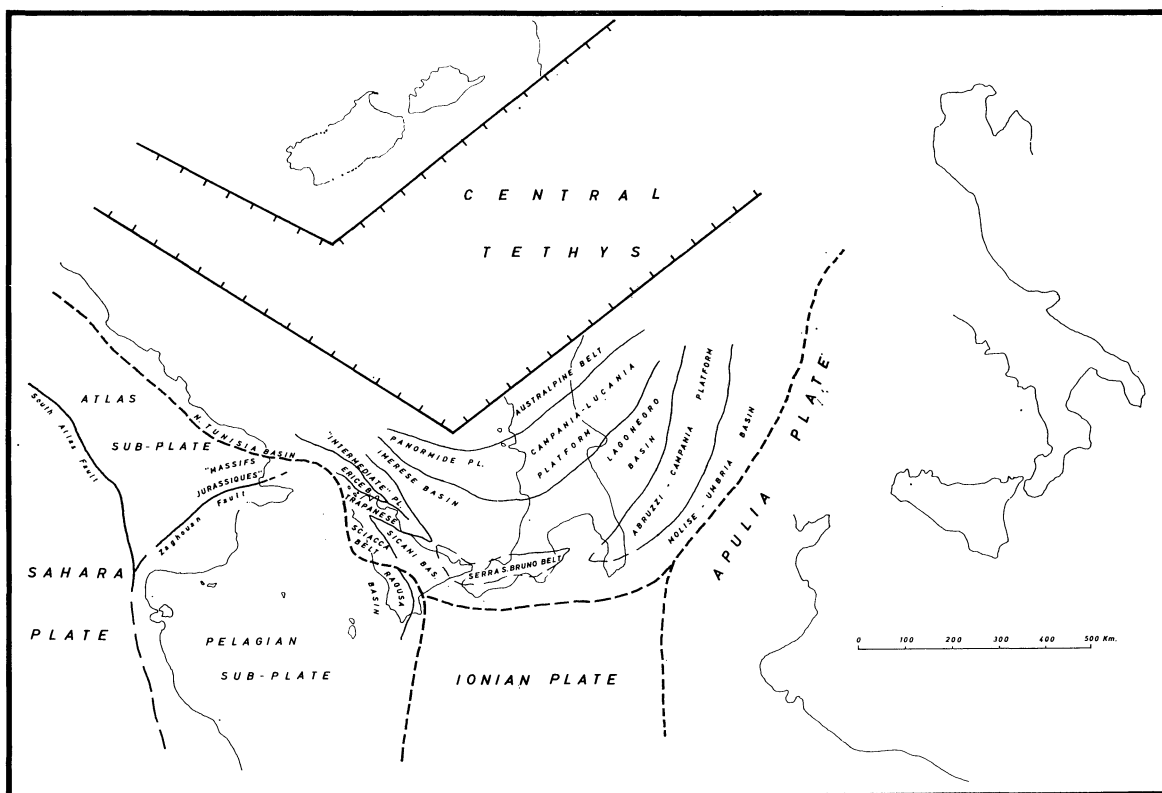 CENTRAL
TETHYS
ATLAS
SUB-PLATE
South Atlas Fault
N. TUNISIA BASIN
"MASSIFS
JURASSIQUES"
Zaghouan Fault
SAHARA
PLATE
PELAGIAN
SUB-PLATE
"INTERMEDIATE" PL.
ERICE B.
TRAPANESE
SCIACCA
BELT
SICANI BAS.
RAGUSA
BASIN
PANORMIDE PL.
IMERESE BASIN
AUSTRALPINE BELT
CAMPANIA-LUCANIA
PLATFORM
LAGONEGRO
BASIN
ABRUZZI-CAMPANIA PLATFORM
MOLISE-UMBRIA BASIN
SERRA S. BRUNO BELT
APULIA PLATE
IONIAN PLATE
0 100 200 300 400 500 Km.